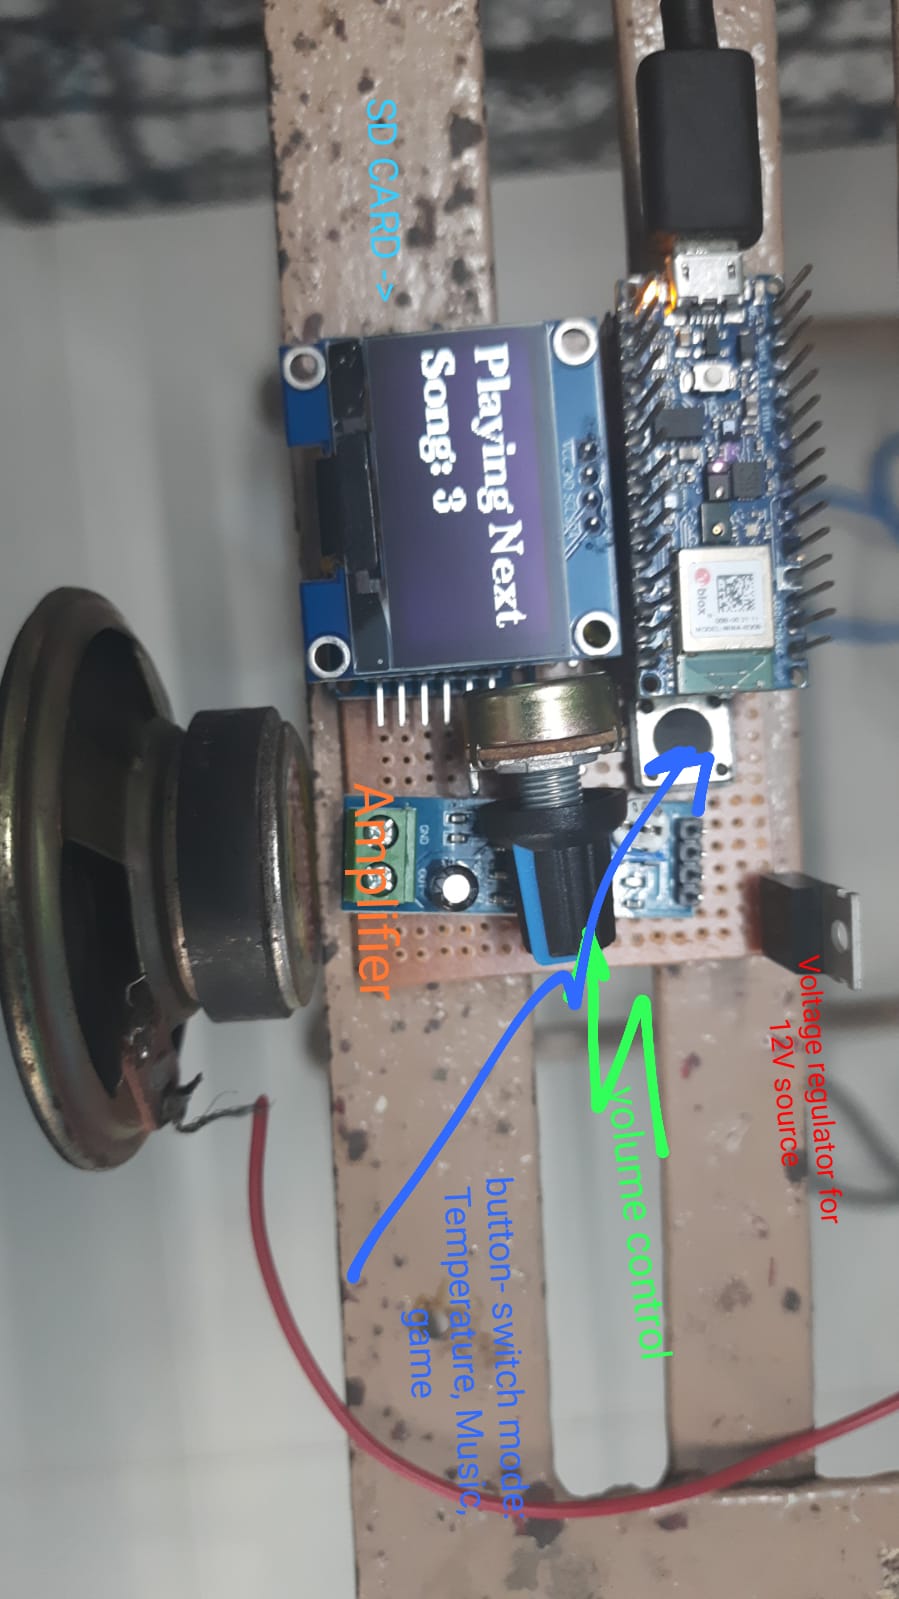 SD CARD ->
Playing Next
Song: 3
Amplifier
GND
Voltage regulator for
12V source
volume control
button- switch mode:
Temperature, Music,
game